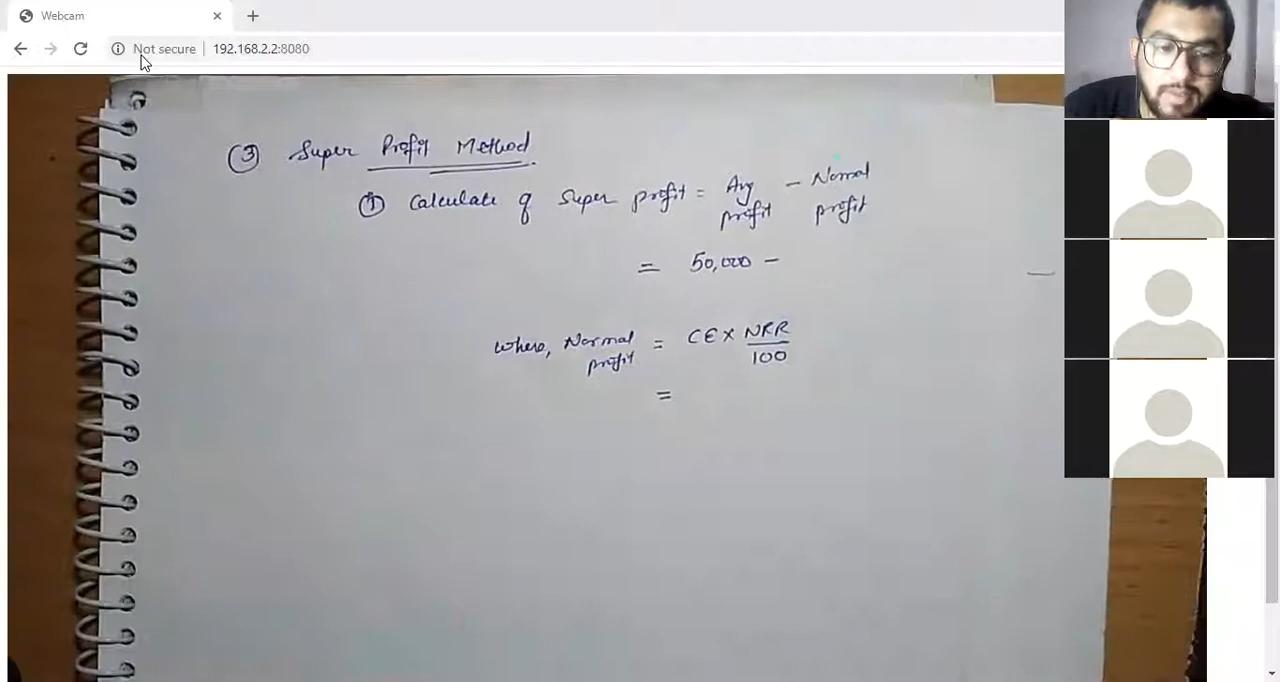 Webcam
Not secure 192.168.2.2:8080
(3) Super Profit Method
(1) Calculate of Super profit = Avg profit - Normal profit
= 50,000 -
where, Normal profit = CE × NRR/100
=